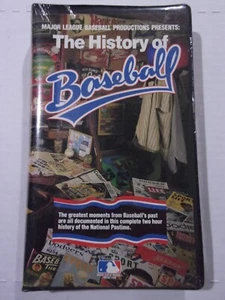 MAJOR LEAGUE BASEBALL PRODUCTIONS PRESENTS:
The History of
Baseball
The greatest moments from Baseball's past
are all documented in this complete two hour
history of the National Pastime.
Dodgers